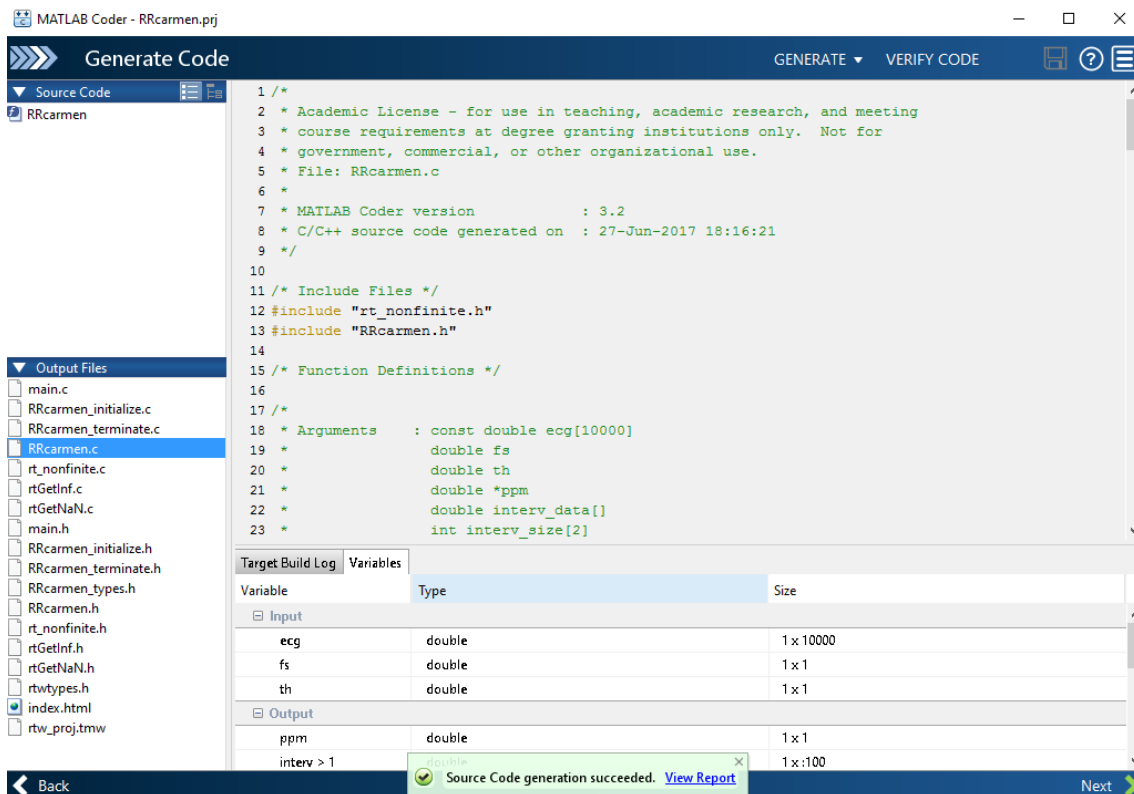 MATLAB Coder - RRcarmen.prj
Generate Code
GENERATE
VERIFY CODE
Source Code
RRcarmen
1 /*
2 * Academic License - for use in teaching, academic research, and meeting
3 * course requirements at degree granting institutions only. Not for
4 * government, commercial, or other organizational use.
5 * File: RRcarmen.c
6 *
7 * MATLAB Coder version : 3.2
8 * C/C++ source code generated on : 27-Jun-2017 18:16:21
9 */
10
11 /* Include Files */
12 #include "rt_nonfinite.h"
13 #include "RRcarmen.h"
14
15 /* Function Definitions */
16
17 /*
18 * Arguments : const double ecg[10000]
19 * double fs
20 * double th
21 * double *ppm
22 * double interv_data[]
23 * int interv_size[2]
Output Files
main.c
RRcarmen_initialize.c
RRcarmen_terminate.c
RRcarmen.c
rt_nonfinite.c
rtGetInf.c
rtGetNaN.c
main.h
RRcarmen_initialize.h
RRcarmen_terminate.h
RRcarmen_types.h
RRcarmen.h
rt_nonfinite.h
rtGetInf.h
rtGetNaN.h
rtwtypes.h
index.html
rtw_proj.tmw
Target Build Log Variables
Variable Type Size
Input
ecg double 1 x 10000
fs double 1 x 1
th double 1 x 1
Output
ppm double 1 x 1
interv > 1 double 1 x :100
Source Code generation succeeded. View Report
Back
Next